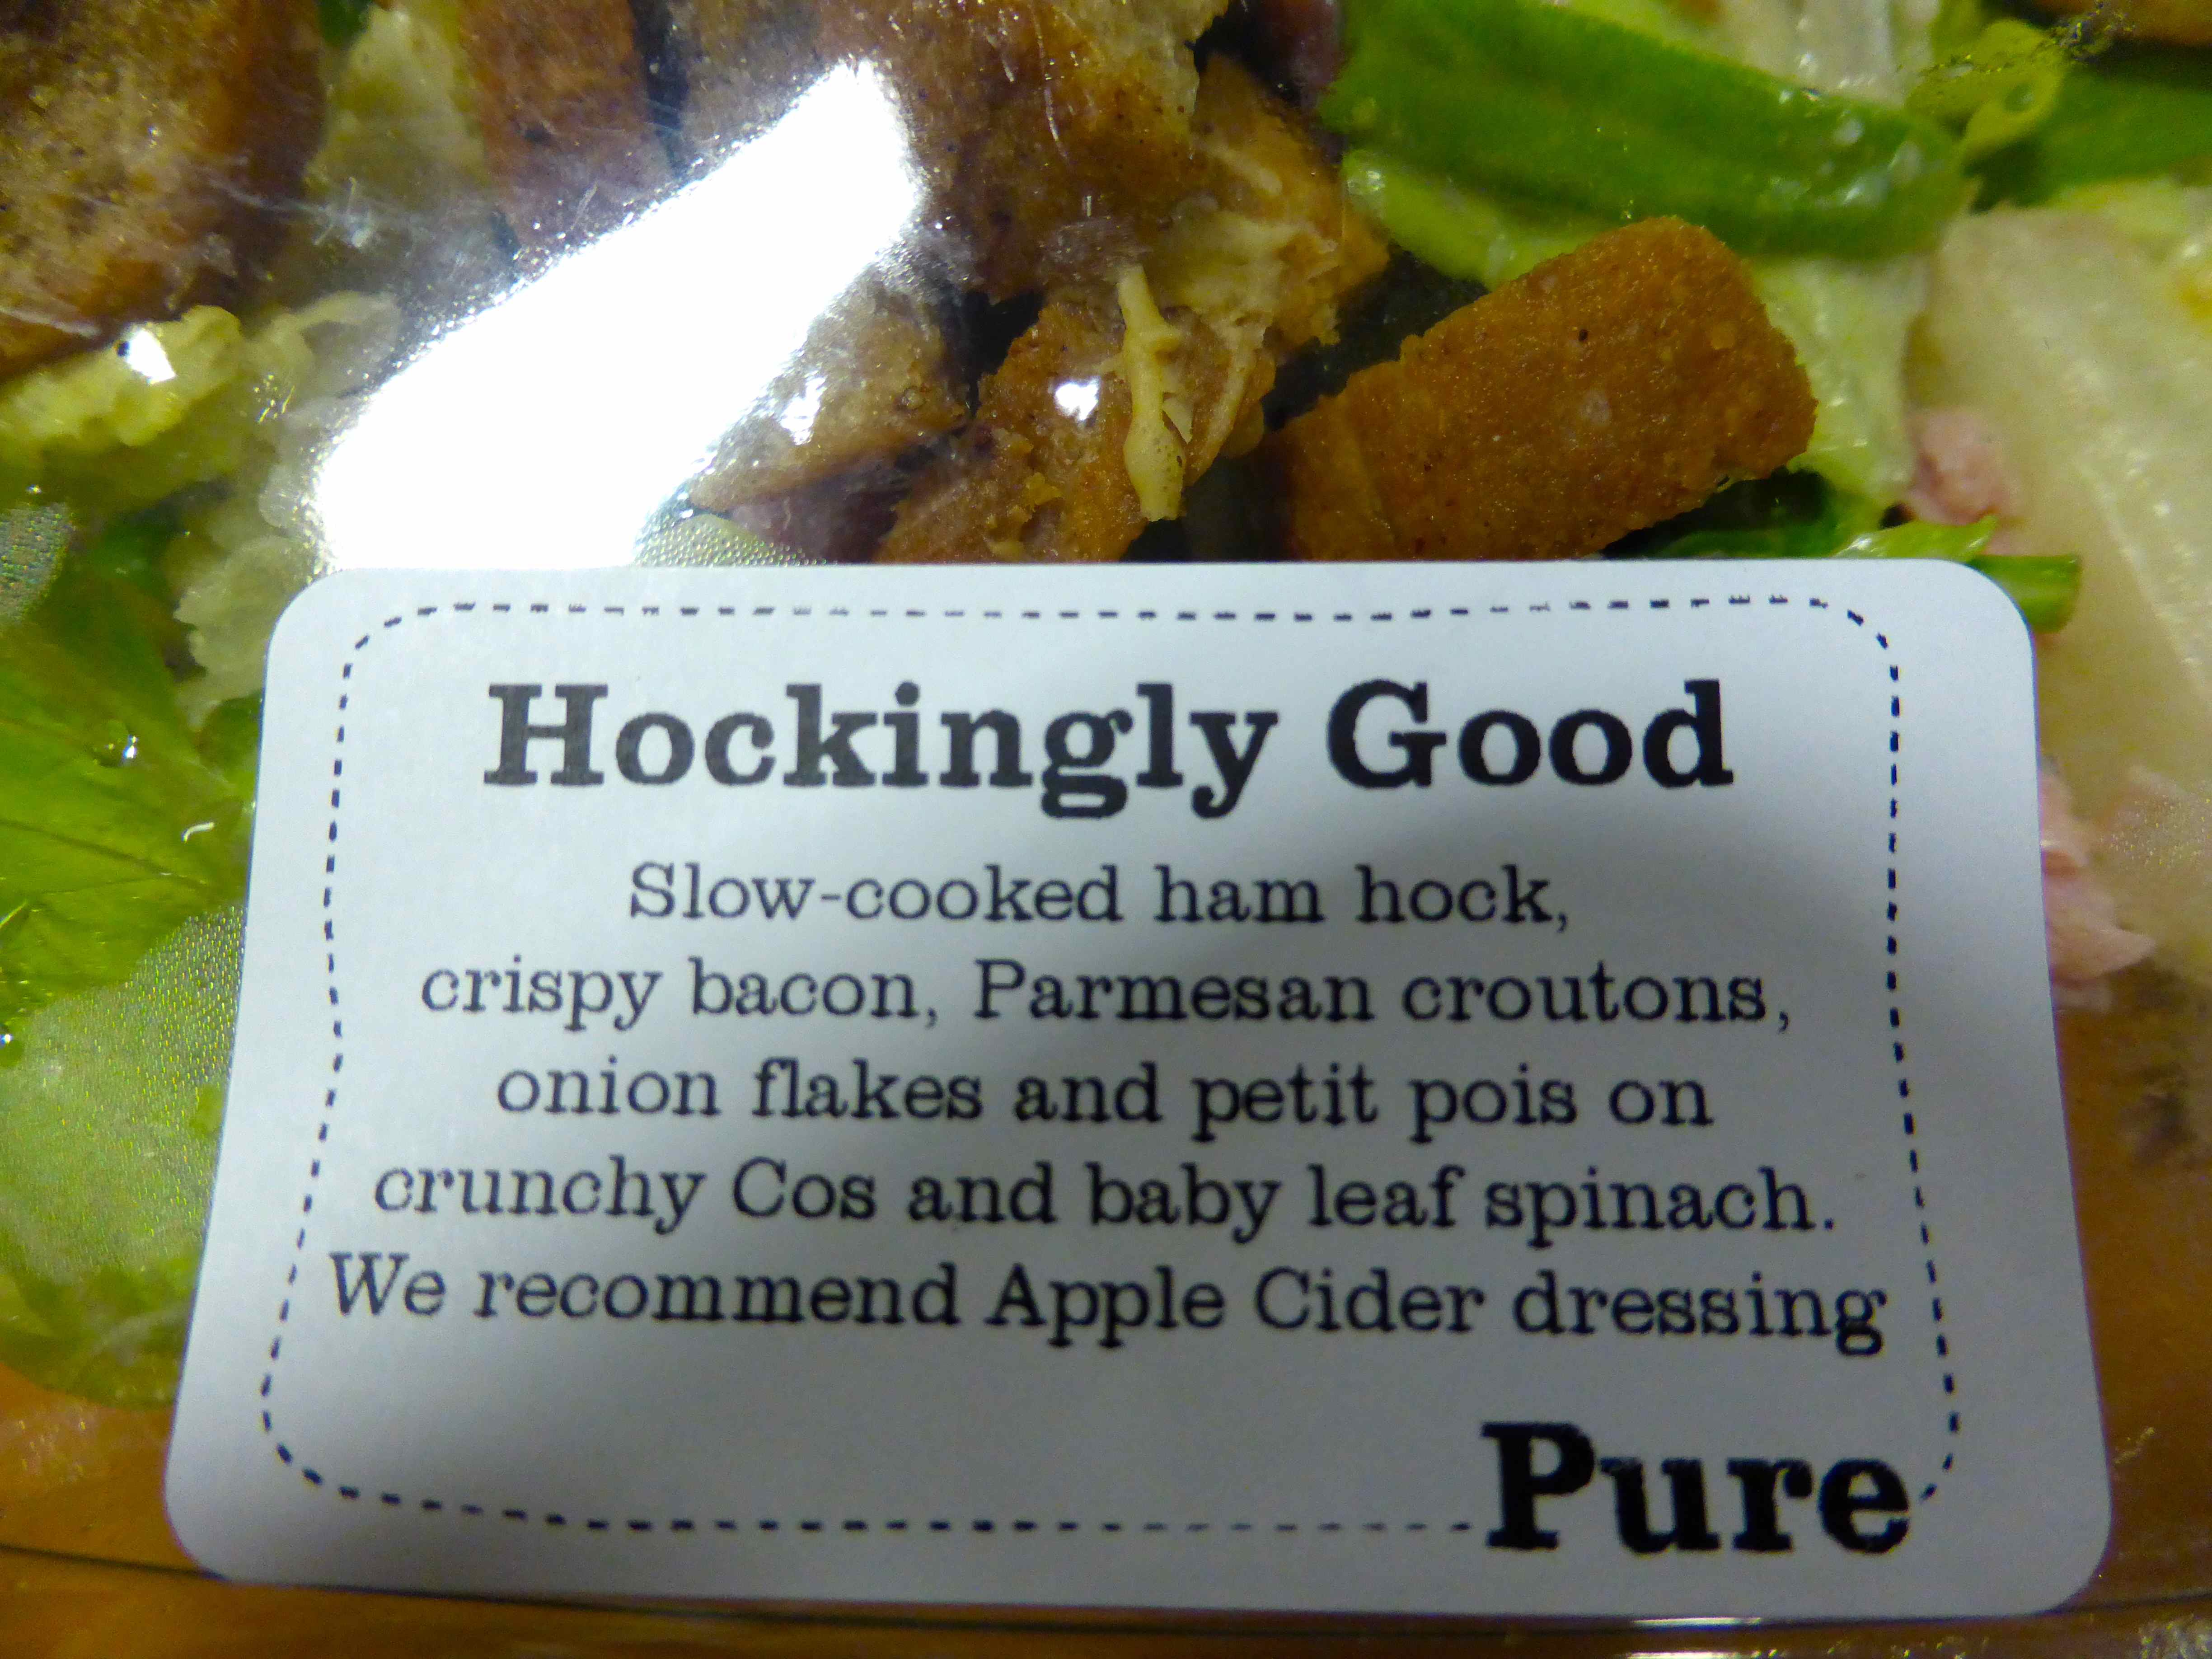 Hockingly Good
Slow-cooked ham hock,
crispy bacon, Parmesan croutons,
onion flakes and petit pois on
crunchy Cos and baby leaf spinach.
We recommend Apple Cider dressing
Pure